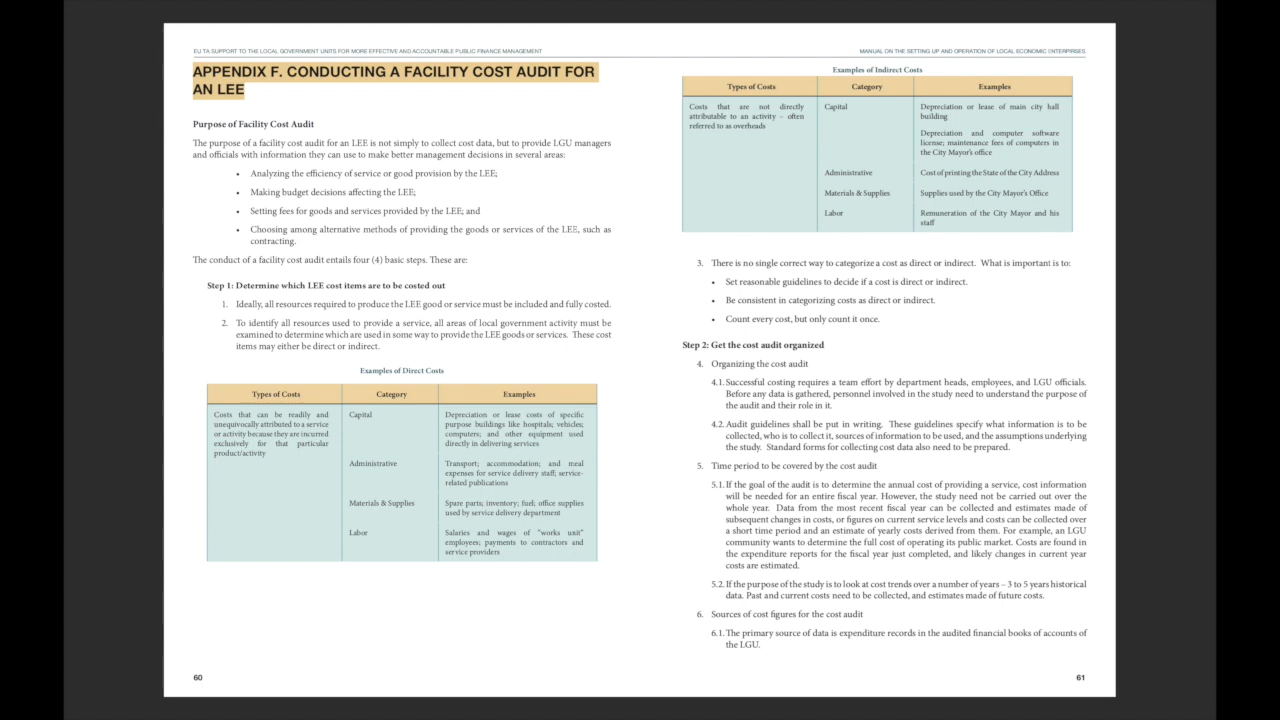 EU TA SUPPORT TO THE LOCAL GOVERNMENT UNITS FOR MORE EFFECTIVE AND ACCOUNTABLE PUBLIC FINANCE MANAGEMENT
APPENDIX F. CONDUCTING A FACILITY COST AUDIT FOR
AN LEE
Purpose of Facility Cost Audit
The purpose of a facility cost audit for an LEE is not simply to collect cost data, but to provide LGU managers
and officials with information they can use to make better management decisions in several areas:
• Analyzing the efficiency of service or good provision by the LEE;
• Making budget decisions affecting the LEE;
• Setting fees for goods and services provided by the LEE; and
• Choosing among alternative methods of providing the goods or services of the LEE, such as
contracting.
The conduct of a facility cost audit entails four (4) basic steps. These are:
Step 1: Determine which LEE cost items are to be costed out
1. Ideally, all resources required to produce the LEE good or service must be included and fully costed.
2. To identify all resources used to provide a service, all areas of local government activity must be
examined to determine which are used in some way to provide the LEE goods or services. These cost
items may either be direct or indirect.
Examples of Direct Costs
Types of Costs Category Examples
Costs that can be readily and
unequivocally attributed to a service
or activity because they are incurred
exclusively for that particular
product/activity
Capital
Depreciation or lease costs of specific
purpose buildings like hospitals; vehicles;
computers; and other equipment used
directly in delivering services
Administrative
Transport; accommodation; and meal
expenses for service delivery staff; service-
related publications
Materials & Supplies
Spare parts; inventory; fuel; office supplies
used by service delivery department
Labor
Salaries and wages of "works unit"
employees; payments to contractors and
service providers
60
MANUAL ON THE SETTING UP AND OPERATION OF LOCAL ECONOMIC ENTERPIRSES
Examples of Indirect Costs
Types of Costs Category Examples
Costs that are not directly
attributable to an activity – often
referred to as overheads
Capital
Depreciation or lease of main city hall
building
Depreciation and computer software
license; maintenance fees of computers in
the City Mayor's office
Administrative
Cost of printing the State of the City Address
Materials & Supplies
Supplies used by the City Mayor's Office
Labor
Remuneration of the City Mayor and his
staff
3. There is no single correct way to categorize a cost as direct or indirect. What is important is to:
• Set reasonable guidelines to decide if a cost is direct or indirect.
• Be consistent in categorizing costs as direct or indirect.
• Count every cost, but only count it once.
Step 2: Get the cost audit organized
4. Organizing the cost audit
4.1. Successful costing requires a team effort by department heads, employees, and LGU officials.
Before any data is gathered, personnel involved in the study need to understand the purpose of
the audit and their role in it.
4.2. Audit guidelines shall be put in writing. These guidelines specify what information is to be
collected, who is to collect it, sources of information to be used, and the assumptions underlying
the study. Standard forms for collecting cost data also need to be prepared.
5. Time period to be covered by the cost audit
5.1. If the goal of the audit is to determine the annual cost of providing a service, cost information
will be needed for an entire fiscal year. However, the study need not be carried out over the
whole year. Data from the most recent fiscal year can be collected and estimates made of
subsequent changes in costs, or figures on current service levels and costs can be collected over
a short time period and an estimate of yearly costs derived from them. For example, an LGU
community wants to determine the full cost of operating its public market. Costs are found in
the expenditure reports for the fiscal year just completed, and likely changes in current year
costs are estimated.
5.2. If the purpose of the study is to look at cost trends over a number of years – 3 to 5 years historical
data. Past and current costs need to be collected, and estimates made of future costs.
6. Sources of cost figures for the cost audit
6.1. The primary source of data is expenditure records in the audited financial books of accounts of
the LGU.
61